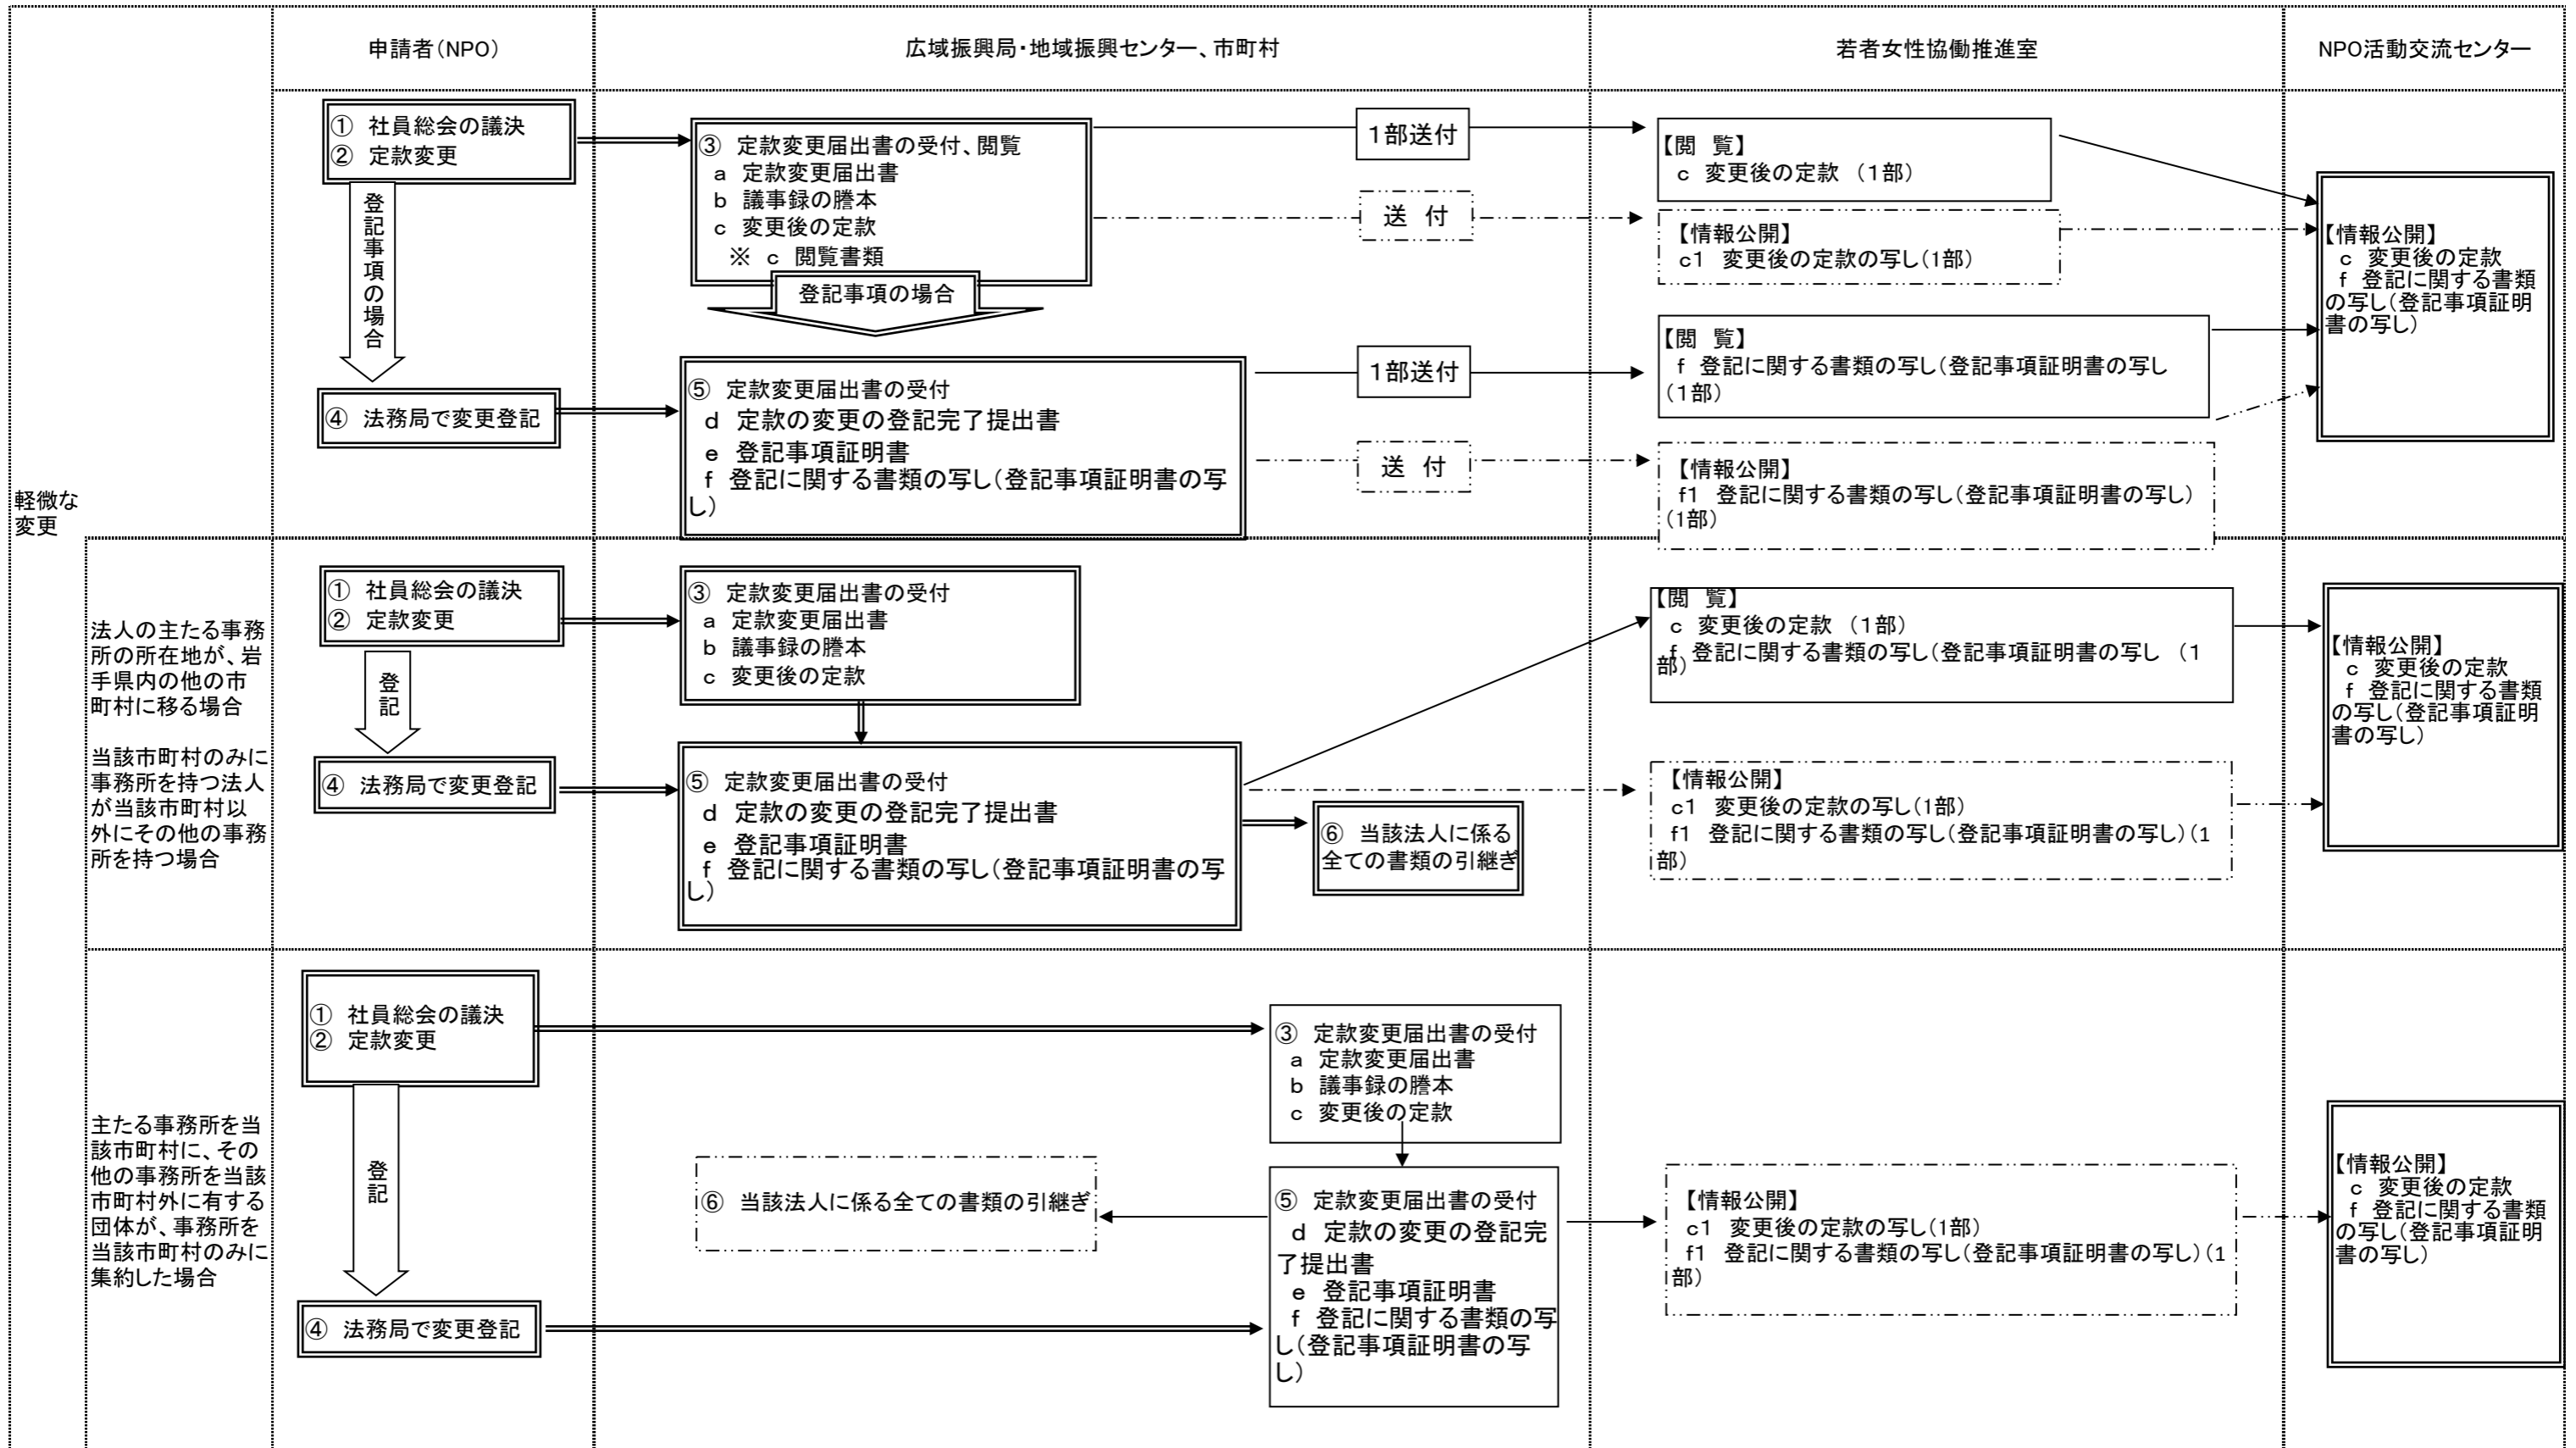 申請者(NPO)
広域振興局・地域振興センター、市町村
若者女性協働推進室
NPO活動交流センター
軽微な
変更
① 社員総会の議決
② 定款変更
登記事項の場合
④ 法務局で変更登記
③ 定款変更届出書の受付、閲覧
a 定款変更届出書
b 議事録の謄本
c 変更後の定款
※ c 閲覧書類
登記事項の場合
⑤ 定款変更届出書の受付
d 定款の変更の登記完了提出書
e 登記事項証明書
f 登記に関する書類の写し(登記事項証明書の写
し)
1部送付
送 付
1部送付
送 付
【閲 覧】
c 変更後の定款 (1部)
【情報公開】
c1 変更後の定款の写し(1部)
【閲 覧】
f 登記に関する書類の写し(登記事項証明書の写し
(1部)
【情報公開】
f1 登記に関する書類の写し(登記事項証明書の写し)
(1部)
【情報公開】
c 変更後の定款
f 登記に関する書類
の写し(登記事項証明
書の写し)
法人の主たる事務
所の所在地が、岩
手県内の他の市
町村に移る場合
当該市町村のみに
事務所を持つ法人
が当該市町村以
外にその他の事務
所を持つ場合
① 社員総会の議決
② 定款変更
登記
④ 法務局で変更登記
③ 定款変更届出書の受付
a 定款変更届出書
b 議事録の謄本
c 変更後の定款
⑤ 定款変更届出書の受付
d 定款の変更の登記完了提出書
e 登記事項証明書
f 登記に関する書類の写し(登記事項証明書の写
し)
⑥ 当該法人に係る
全ての書類の引継ぎ
【閲 覧】
c 変更後の定款 (1部)
f 登記に関する書類の写し(登記事項証明書の写し (1
部)
【情報公開】
c1 変更後の定款の写し(1部)
f1 登記に関する書類の写し(登記事項証明書の写し)(1
部)
【情報公開】
c 変更後の定款
f 登記に関する書類
の写し(登記事項証明
書の写し)
主たる事務所を当
該市町村に、その
他の事務所を当該
市町村外に有する
団体が、事務所を
当該市町村のみに
集約した場合
① 社員総会の議決
② 定款変更
登記
④ 法務局で変更登記
⑥ 当該法人に係る全ての書類の引継ぎ
③ 定款変更届出書の受付
a 定款変更届出書
b 議事録の謄本
c 変更後の定款
⑤ 定款変更届出書の受付
d 定款の変更の登記完
了提出書
e 登記事項証明書
f 登記に関する書類の写
し(登記事項証明書の写
し)
【情報公開】
c1 変更後の定款の写し(1部)
f1 登記に関する書類の写し(登記事項証明書の写し)(1
部)
【情報公開】
c 変更後の定款
f 登記に関する書類
の写し(登記事項証明
書の写し)